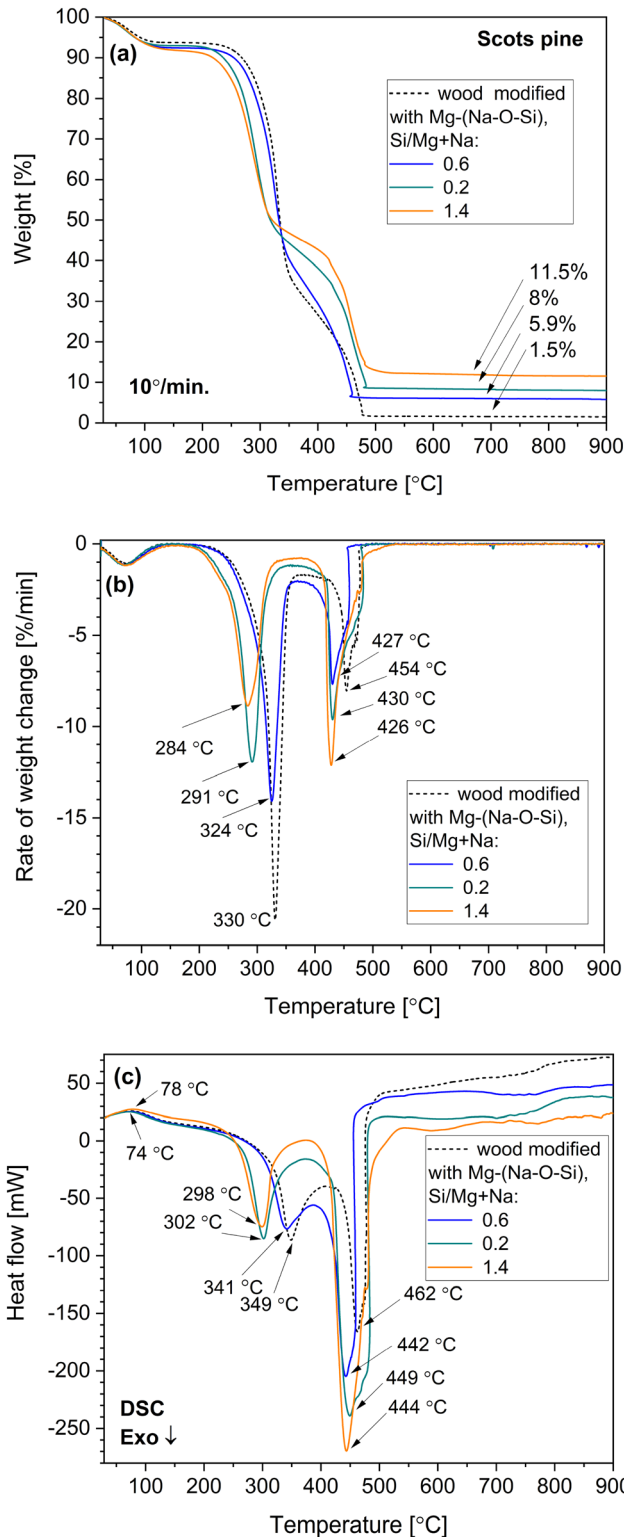 (a)
Scots pine
wood modified
with Mg-(Na-O-Si),
Si/Mg+Na:
0.6
0.2
1.4
11.5%
8%
5.9%
1.5%
10°/min.
Weight [%]
100
90
80
70
60
50
40
30
20
10
0
100 200 300 400 500 600 700 800 900
Temperature [°C]
(b)
Rate of weight change [%/min]
0
-5
-10
-15
-20
427 °C
454 °C
430 °C
426 °C
284 °C
291 °C
324 °C
330 °C
wood modified
with Mg-(Na-O-Si),
Si/Mg+Na:
0.6
0.2
1.4
100 200 300 400 500 600 700 800 900
Temperature [°C]
(c)
Heat flow [mW]
50
0
-50
-100
-150
-200
-250
78 °C
74 °C
298 °C
302 °C
341 °C
349 °C
wood modified
with Mg-(Na-O-Si),
Si/Mg+Na:
0.6
0.2
1.4
462 °C
442 °C
449 °C
444 °C
DSC
Exo ↓
100 200 300 400 500 600 700 800 900
Temperature [°C]